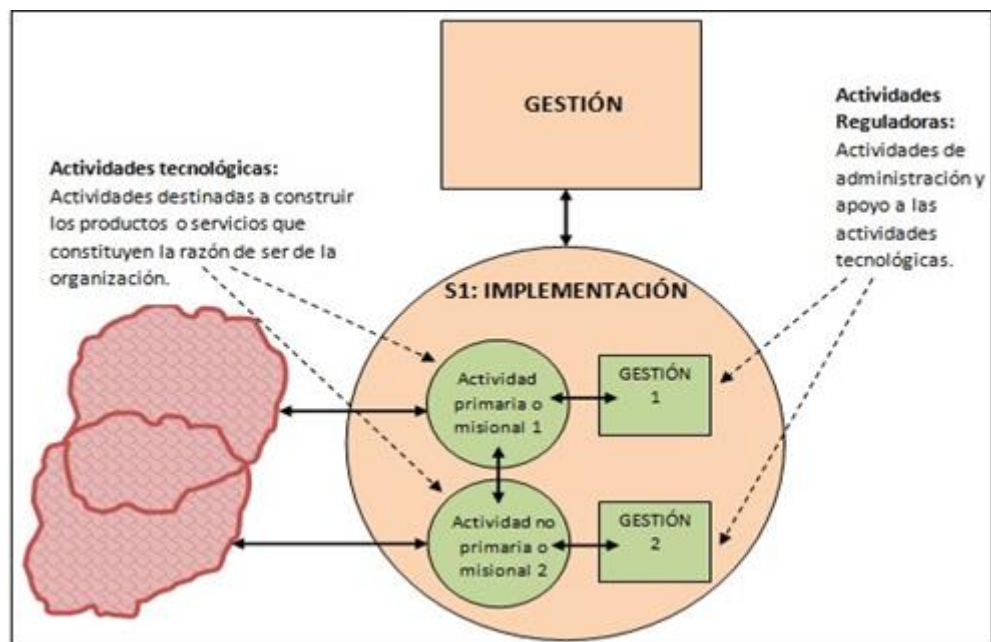 GESTIÓN
Actividades
Reguladoras:
Actividades de
administración y
apoyo a las
actividades
tecnológicas.
Actividades tecnológicas:
Actividades destinadas a construir
los productos o servicios que
constituyen la razón de ser de la
organización.
S1: IMPLEMENTACIÓN
Actividad
primaria o
misional 1
GESTIÓN
1
Actividad no
primaria o
misional 2
GESTIÓN
2